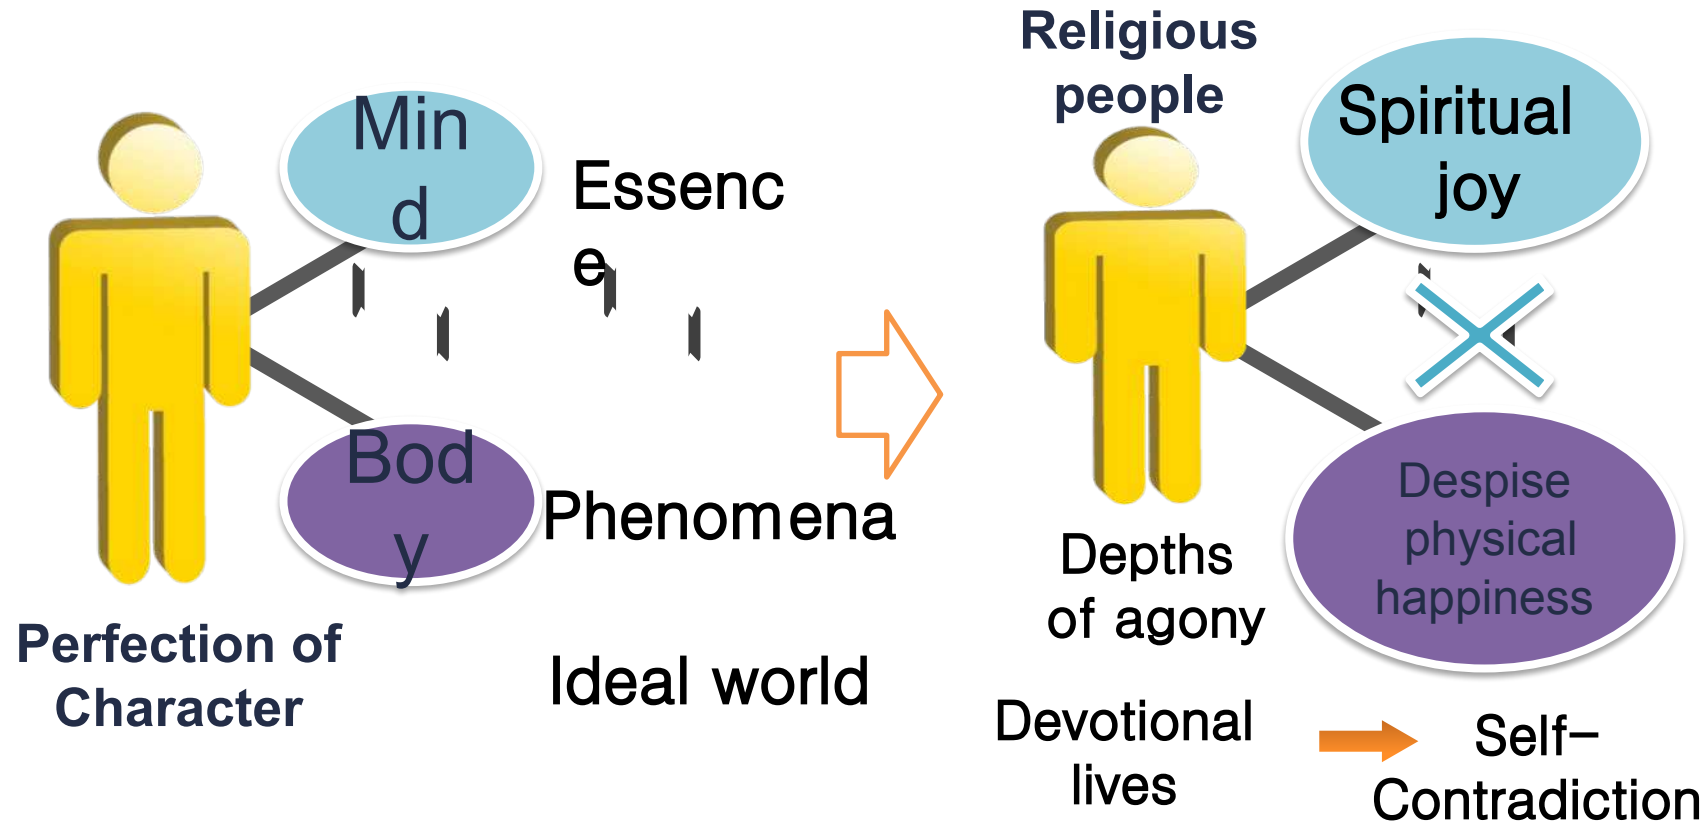 Min
d
Essenc
e
Bod
y
Phenomena
Perfection of
Character
Ideal world
Religious
people
Spiritual
joy
Despise
physical
happiness
Depths
of agony
Devotional
lives
Self-
Contradiction